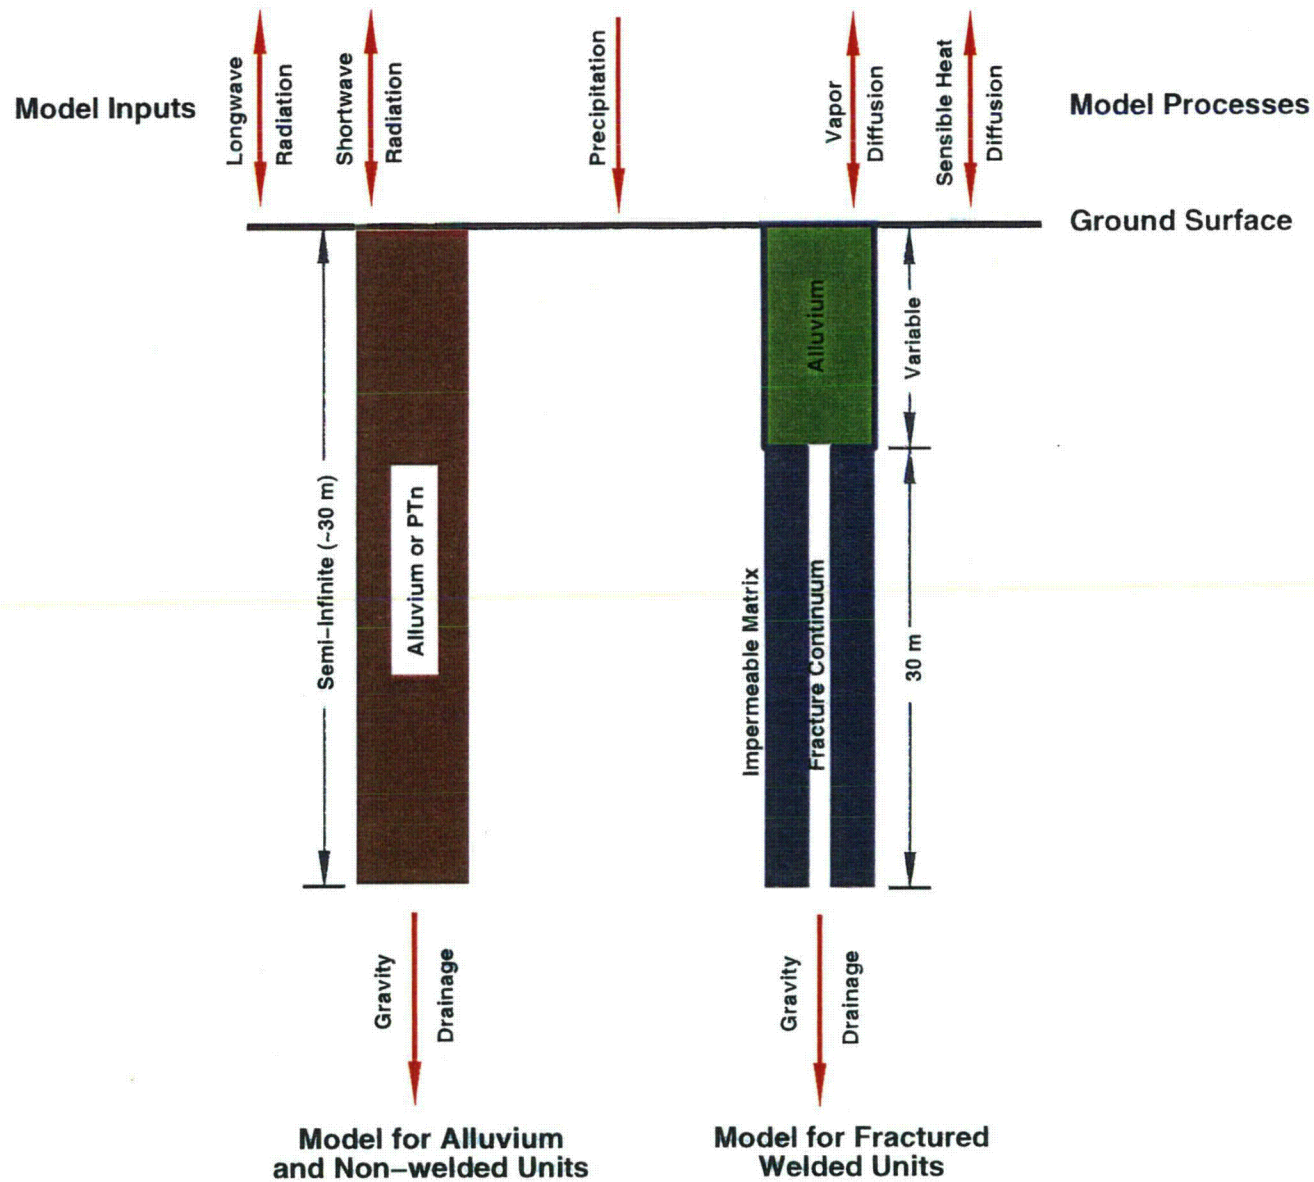 Model Inputs
Longwave
Radiation
Shortwave
Radiation
Precipitation
Vapor
Diffusion
Sensible Heat
Diffusion
Model Processes
Ground Surface
Semi–Infinite (~30 m)
Alluvium or PTn
Alluvium
Variable
Impermeable Matrix
Fracture Continuum
30 m
Gravity
Drainage
Gravity
Drainage
Model for Alluvium
and Non–welded Units
Model for Fractured
Welded Units